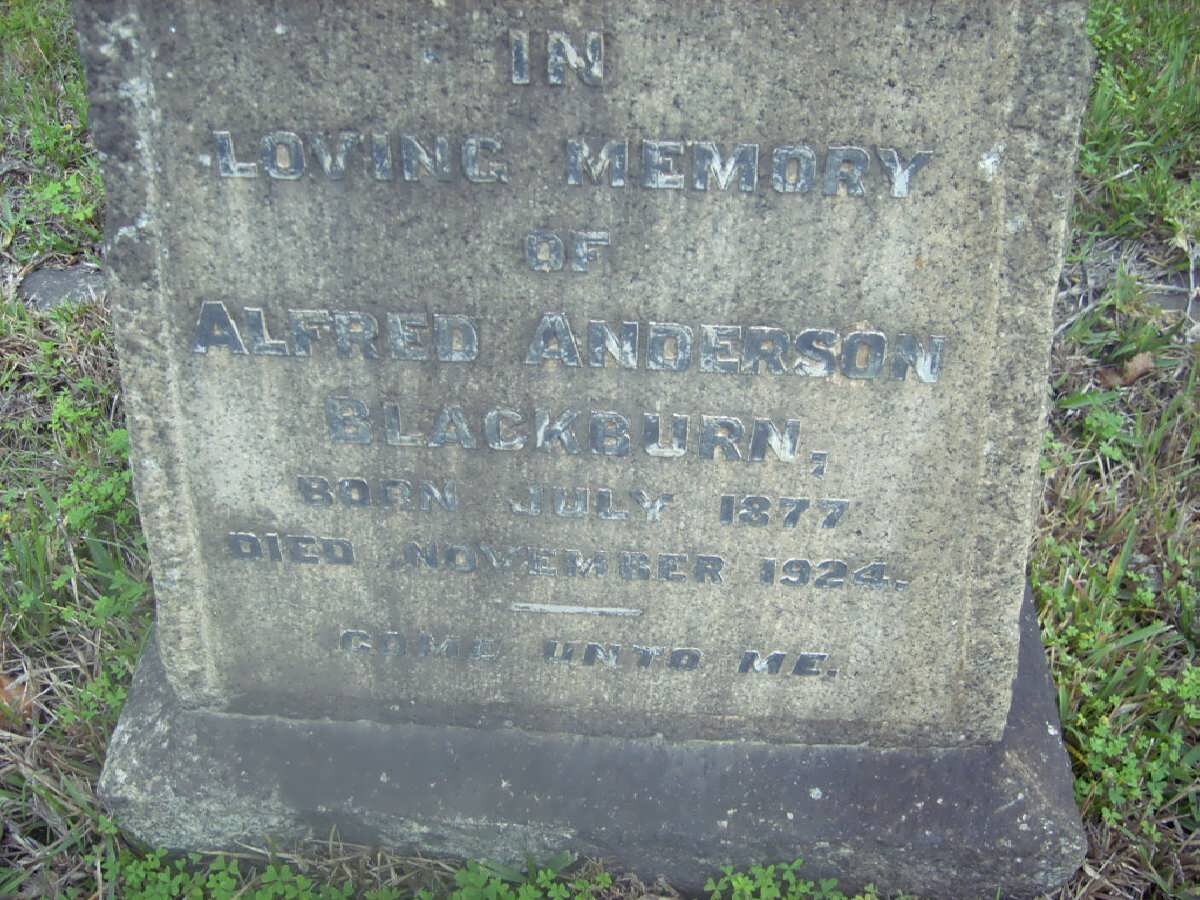 IN
LOVING MEMORY
OF
ALFRED ANDERSON
BLACKBURN,
BORN JULY 1877
DIED NOVEMBER 1924.
COME UNTO ME.